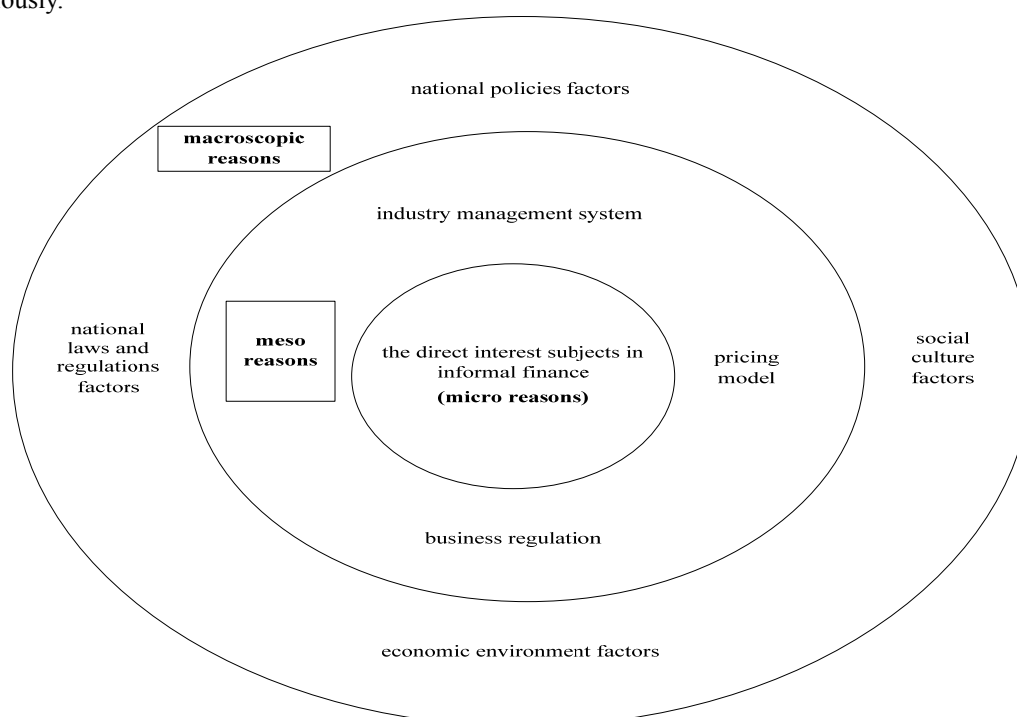 national policies factors
macroscopic
reasons
industry management system
national
laws and
regulations
factors
meso
reasons
the direct interest subjects in
informal finance
(micro reasons)
pricing
model
social
culture
factors
business regulation
economic environment factors